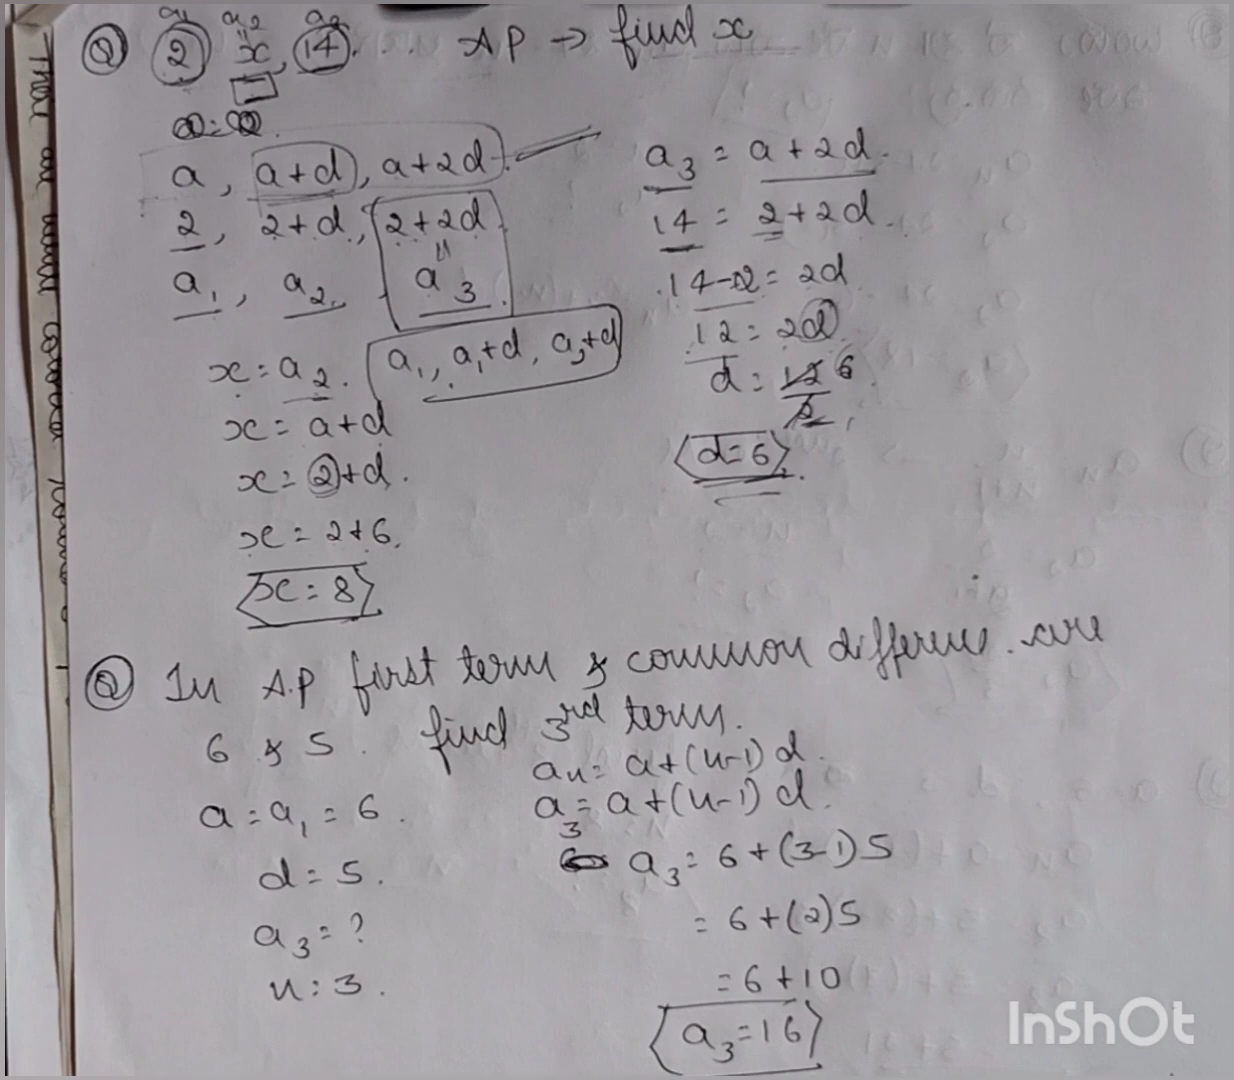 a₁ a₂ a₃
Q 2, x, 14, ... AP → find x
a, a+d, a+2d
2, 2+d, 2+2d
a₁, a₂, a₃
x = a₂.
a₁, a₁+d, a₂+d
x = a+d
x = 2+d.
x = 2+6.
x = 8
a₃ = a+2d.
14 = 2+2d.
14-2 = 2d
12 = 2d
d = 12 6
2
d=6
Q In A.P first term & common difference are
6 & 5. find 3rd term.
a = a₁ = 6.
d = 5.
a₃ = ?
n = 3.
aₙ = a+(n-1)d.
a₃ = a+(n-1)d.
a₃ = 6+(3-1)5
= 6+(2)5
= 6+10
a₃ = 16
InShOt